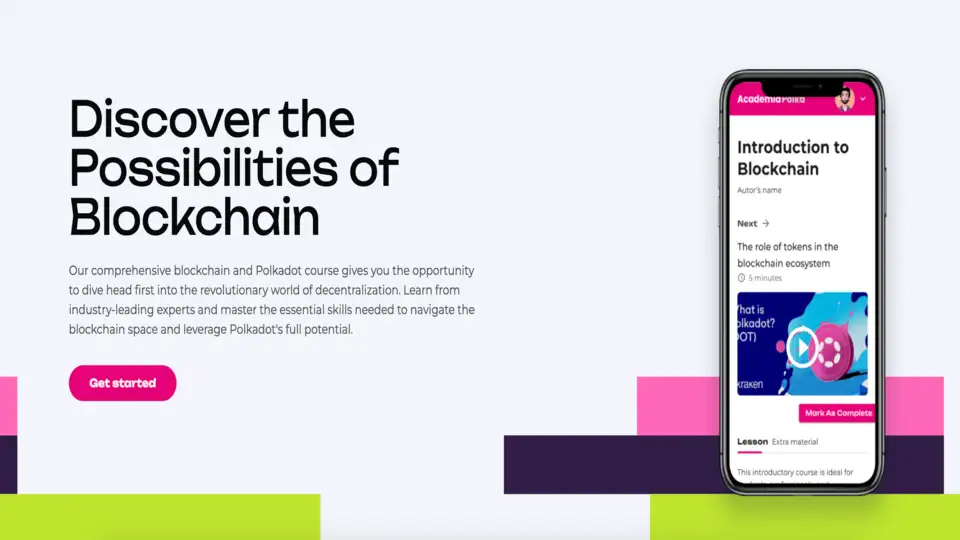 Discover the
Possibilities of
Blockchain
Our comprehensive blockchain and Polkadot course gives you the opportunity
to dive head first into the revolutionary world of decentralization. Learn from
industry-leading experts and master the essential skills needed to navigate the
blockchain space and leverage Polkadot's full potential.
Get started
Academia Polka
Introduction to
Blockchain
Autor's name
Next →
The role of tokens in the
blockchain ecosystem
5 minutes
hat is
olkadot?
OT)
kraken
Mark As Complete
Lesson Extra material
This introductory course is ideal for